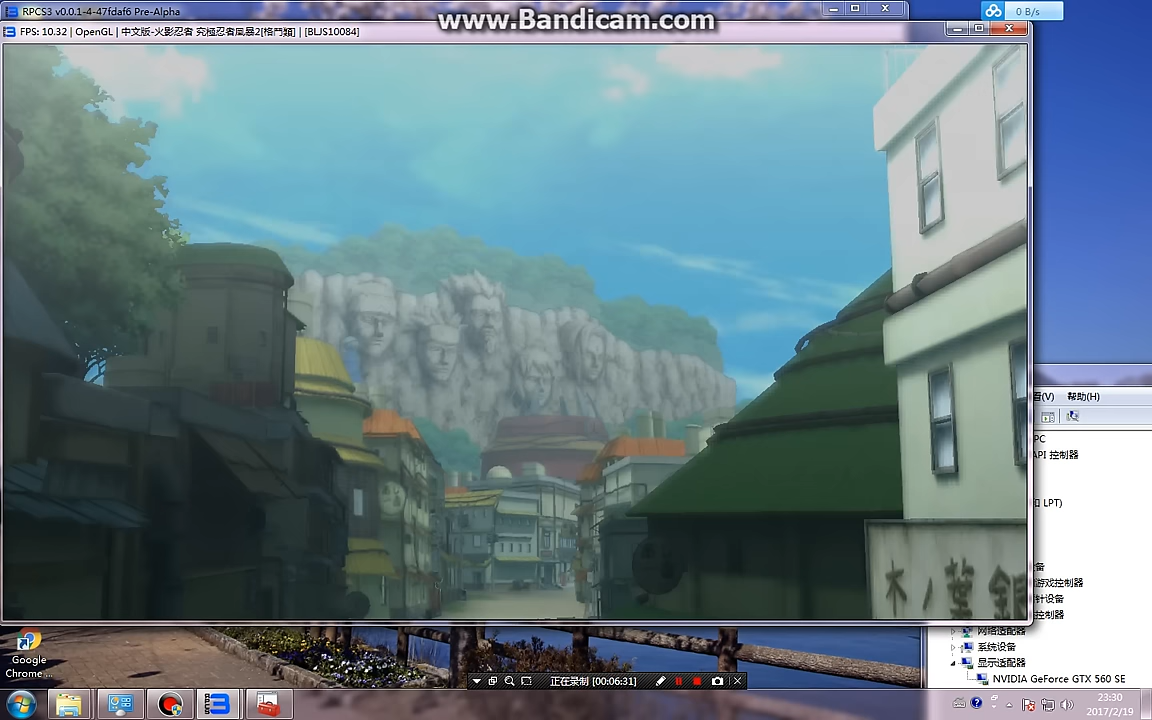 RPCS3 v0.0.1-4-47fdaf6 Pre-Alpha
www.Bandicam.com
0 B/s
FPS: 10.32 | OpenGL | 中文版-火影忍者 究極忍者風暴2[格鬥類] | [BLJS10084]
(V) 帮助(H)
PC
API 控制器
LPT)
木ノ葉銀
备
游戏控制器
设备
控制器
网络适配器
系统设备
显示适配器
NVIDIA GeForce GTX 560 SE
Google
Chrome ...
正在录制 [00:06:31]
23:30
2017/2/19